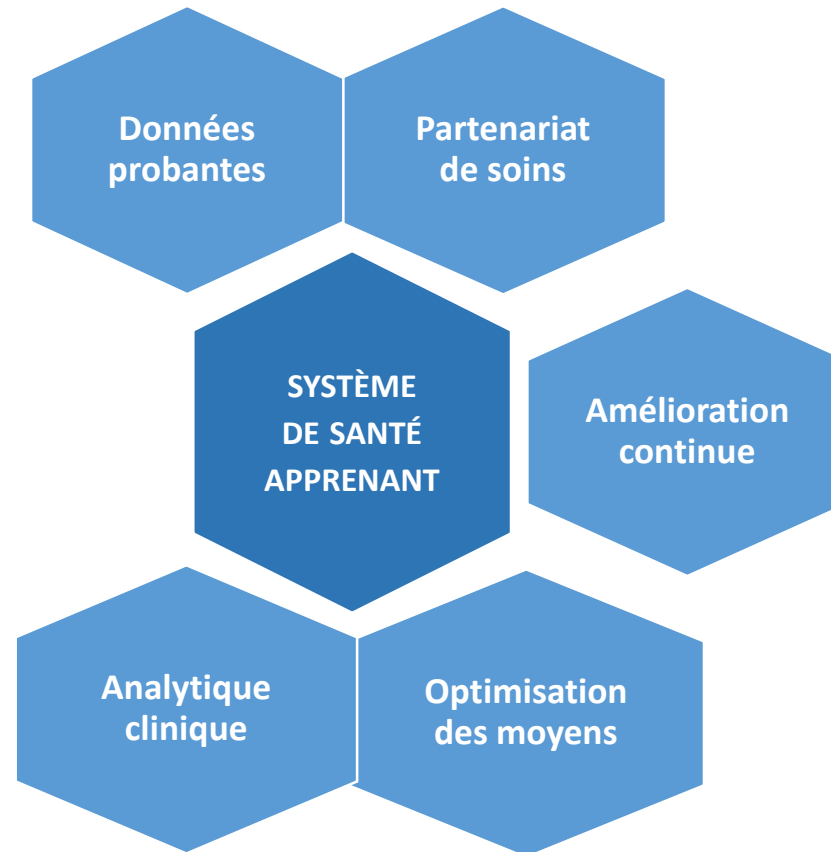 Données
probantes
Partenariat
de soins
SYSTÈME
DE SANTÉ
APPRENANT
Amélioration
continue
Analytique
clinique
Optimisation
des moyens